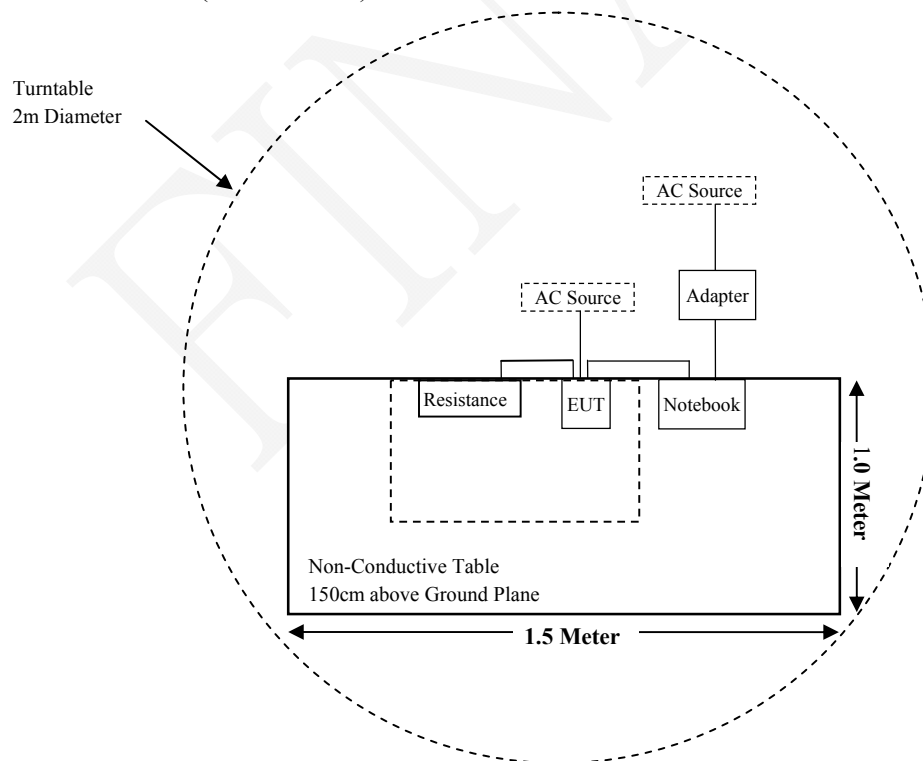 Turntable
2m Diameter
AC Source
AC Source
Adapter
Resistance
EUT
Notebook
1.0 Meter
Non-Conductive Table
150cm above Ground Plane
1.5 Meter